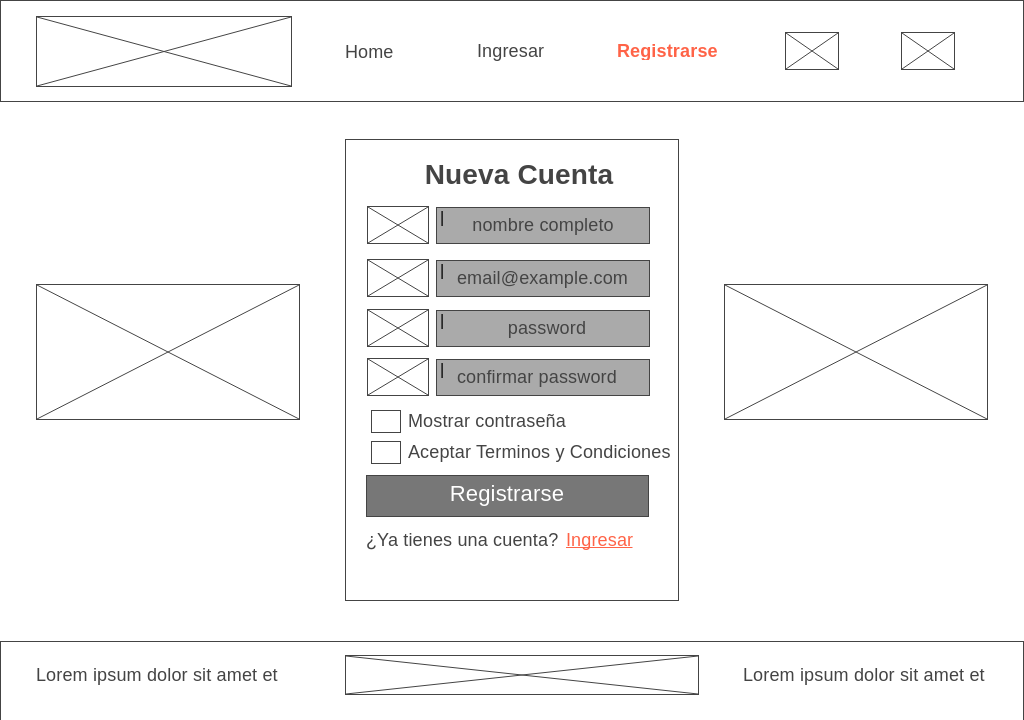 Home
Ingresar
Registrarse
Nueva Cuenta
nombre completo
email@example.com
password
confirmar password
Mostrar contraseña
Aceptar Terminos y Condiciones
Registrarse
¿Ya tienes una cuenta? Ingresar
Lorem ipsum dolor sit amet et
Lorem ipsum dolor sit amet et